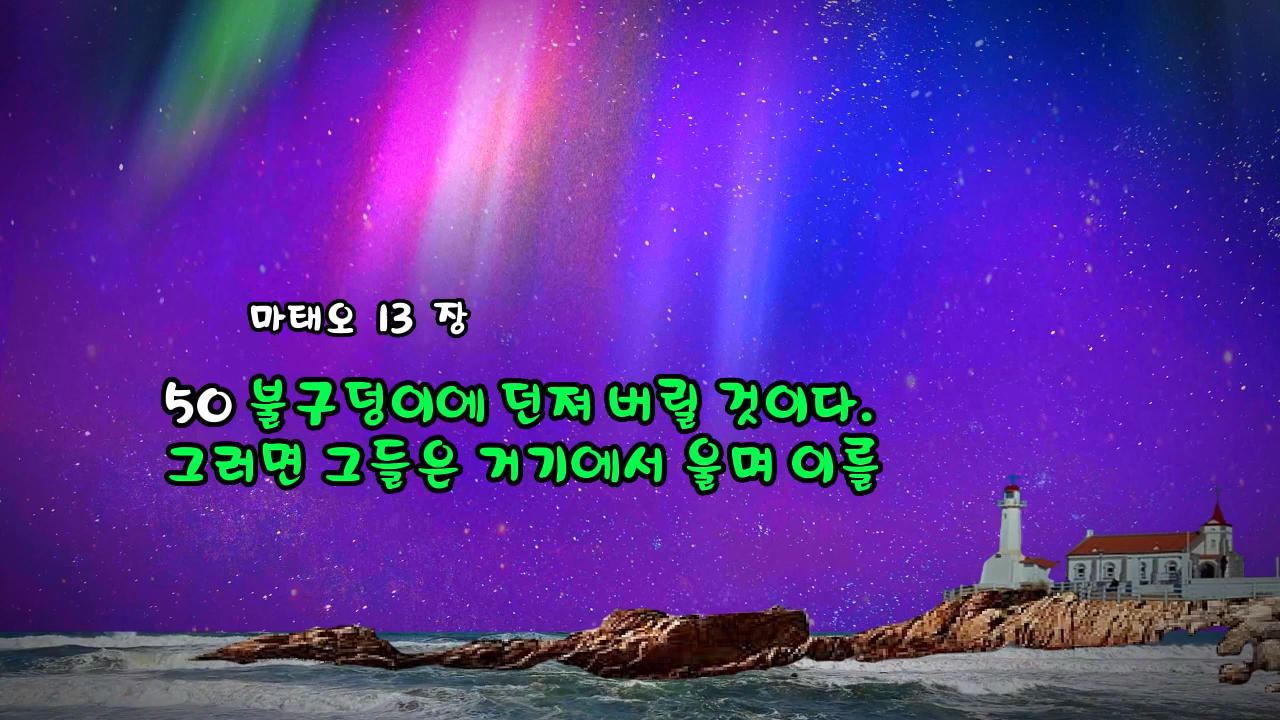 마태오 13 장
50 불구덩이에 던져 버릴 것이다.
그러면 그들은 거기에서 울며 이를